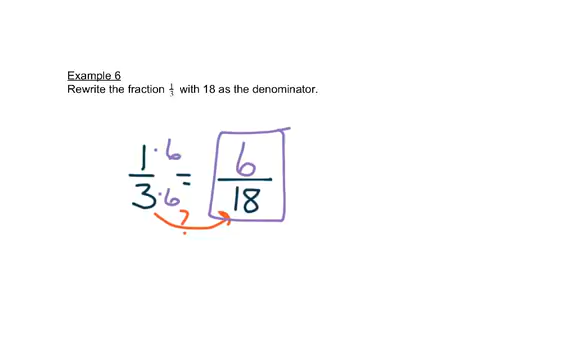 Example 6
Rewrite the fraction 1/3 with 18 as the denominator.
1 · 6 / 3 · 6 = 6 / 18
?